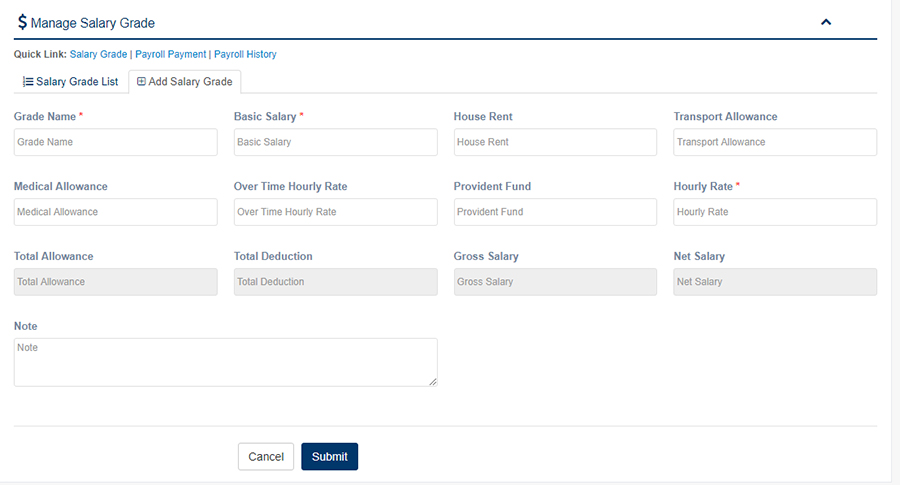 $ Manage Salary Grade
Quick Link: Salary Grade | Payroll Payment | Payroll History
Salary Grade List Add Salary Grade
Grade Name * Basic Salary * House Rent Transport Allowance
Grade Name Basic Salary House Rent Transport Allowance
Medical Allowance Over Time Hourly Rate Provident Fund Hourly Rate *
Medical Allowance Over Time Hourly Rate Provident Fund Hourly Rate
Total Allowance Total Deduction Gross Salary Net Salary
Total Allowance Total Deduction Gross Salary Net Salary
Note
Note
Cancel Submit